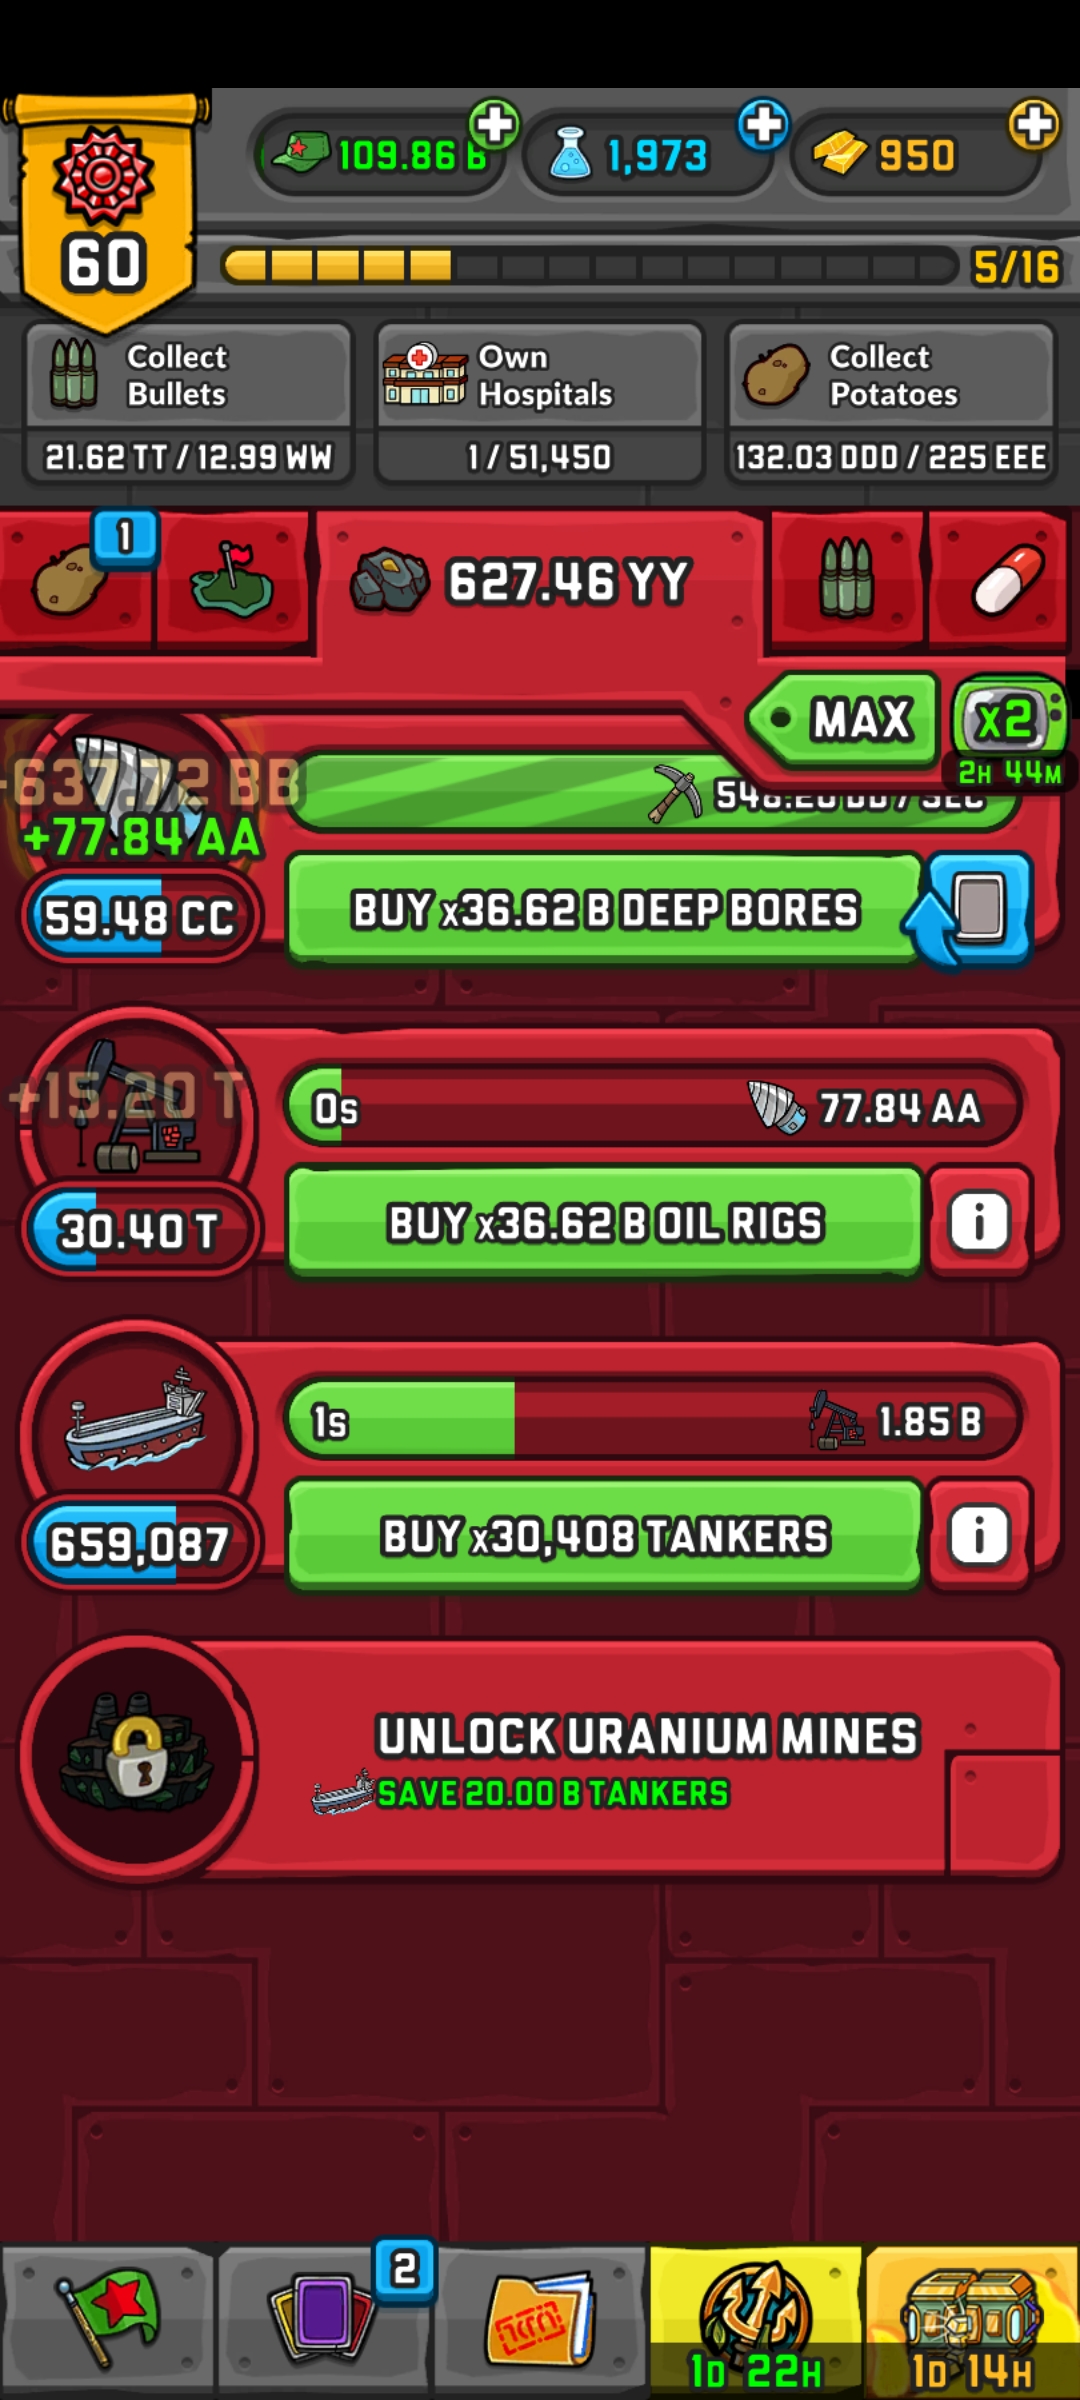 109.86 B
1,973
950
60
5/16
Collect
Bullets
21.62 TT / 12.99 WW
Own
Hospitals
1 / 51,450
Collect
Potatoes
132.03 DDD / 225 EEE
1
627.46 YY
MAX
x2
2H 44M
637.72 BB
+77.84 AA
59.48 CC
BUY x36.62 B DEEP BORES
+15.20 T
0s
77.84 AA
30.40 T
BUY x36.62 B OIL RIGS
i
1s
1.85 B
659,087
BUY x30,408 TANKERS
i
UNLOCK URANIUM MINES
SAVE 20.00 B TANKERS
2
1D 22H
1D 14H